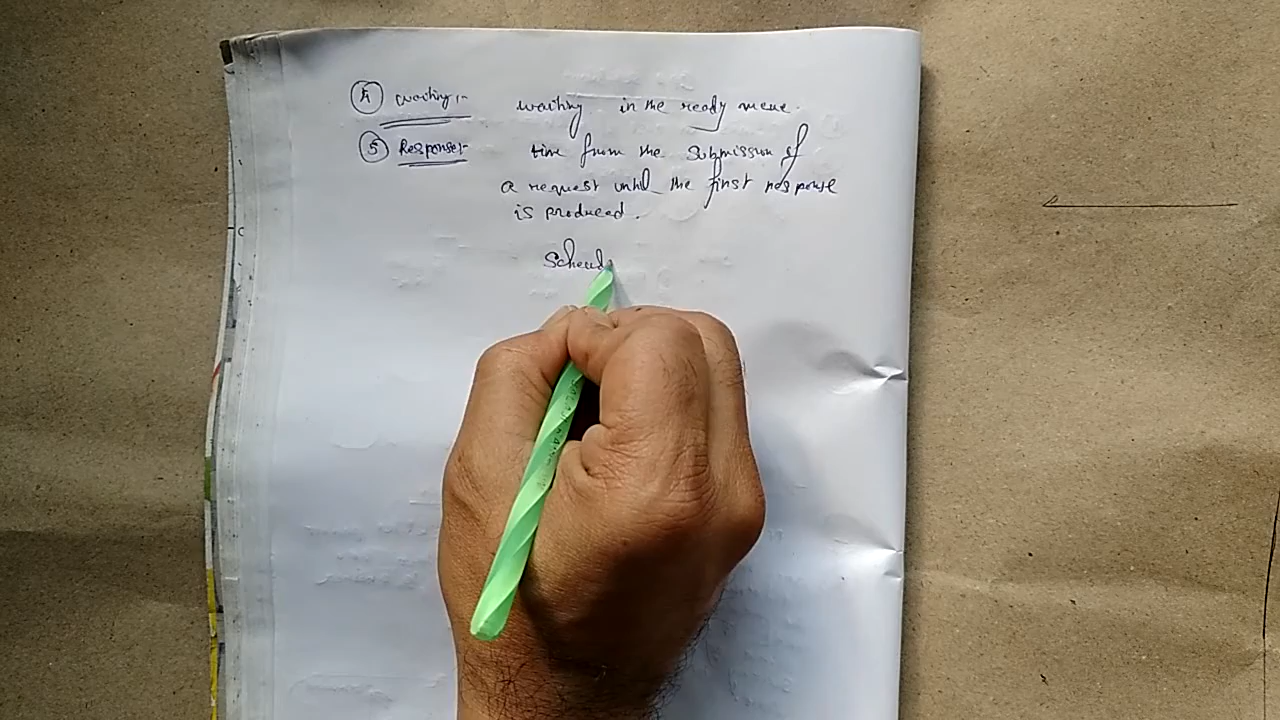 4 Waiting:- waiting in the ready queue.
5 Response:- time from the submission of
a request until the first response
is produced.
Schedu